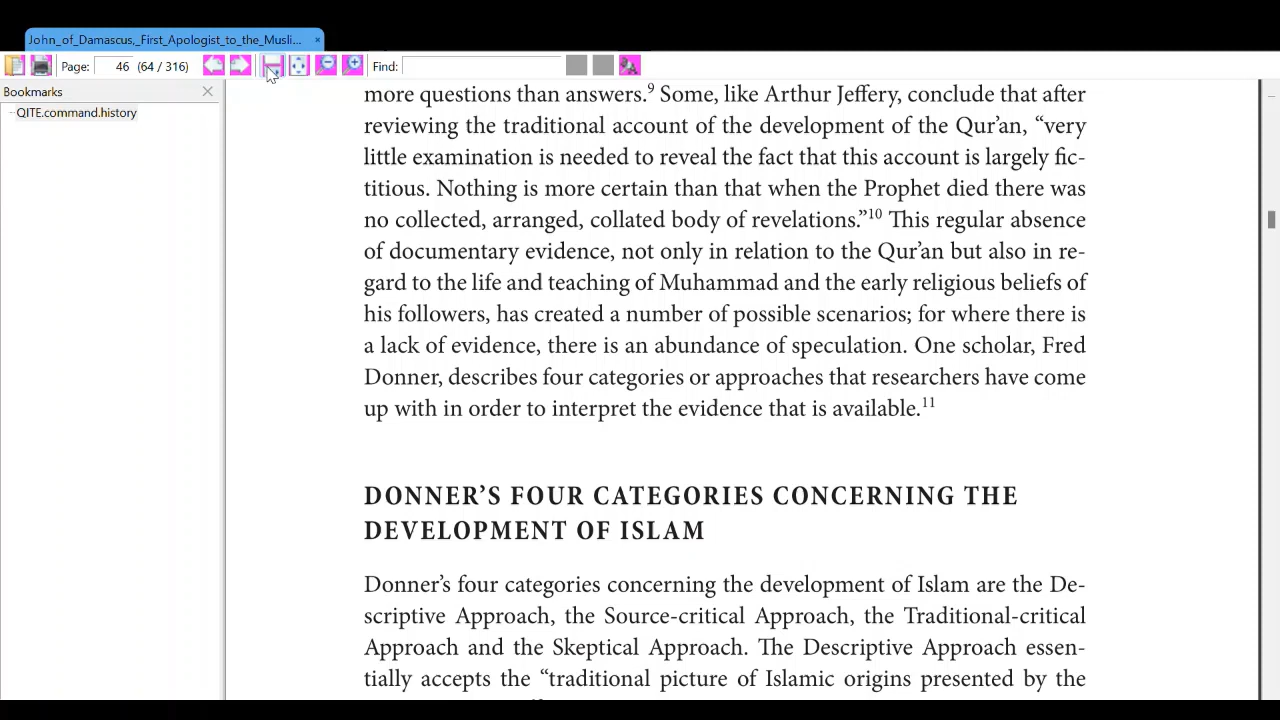 John_of_Damascus,_First_Apologist_to_the_Musli...
Page: 46 (64 / 316) Find:
Bookmarks
QITE.command.history
more questions than answers.9 Some, like Arthur Jeffery, conclude that after
reviewing the traditional account of the development of the Qur’an, “very
little examination is needed to reveal the fact that this account is largely fic-
titious. Nothing is more certain than that when the Prophet died there was
no collected, arranged, collated body of revelations.”10 This regular absence
of documentary evidence, not only in relation to the Qur’an but also in re-
gard to the life and teaching of Muhammad and the early religious beliefs of
his followers, has created a number of possible scenarios; for where there is
a lack of evidence, there is an abundance of speculation. One scholar, Fred
Donner, describes four categories or approaches that researchers have come
up with in order to interpret the evidence that is available.11
DONNER’S FOUR CATEGORIES CONCERNING THE
DEVELOPMENT OF ISLAM
Donner’s four categories concerning the development of Islam are the De-
scriptive Approach, the Source-critical Approach, the Traditional-critical
Approach and the Skeptical Approach. The Descriptive Approach essen-
tially accepts the “traditional picture of Islamic origins presented by the